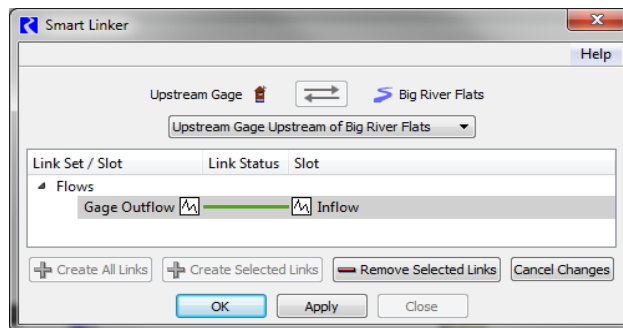 Smart Linker
Help
Upstream Gage Big River Flats
Upstream Gage Upstream of Big River Flats
Link Set / Slot Link Status Slot
Flows
Gage Outflow Inflow
Create All Links Create Selected Links Remove Selected Links Cancel Changes
OK Apply Close